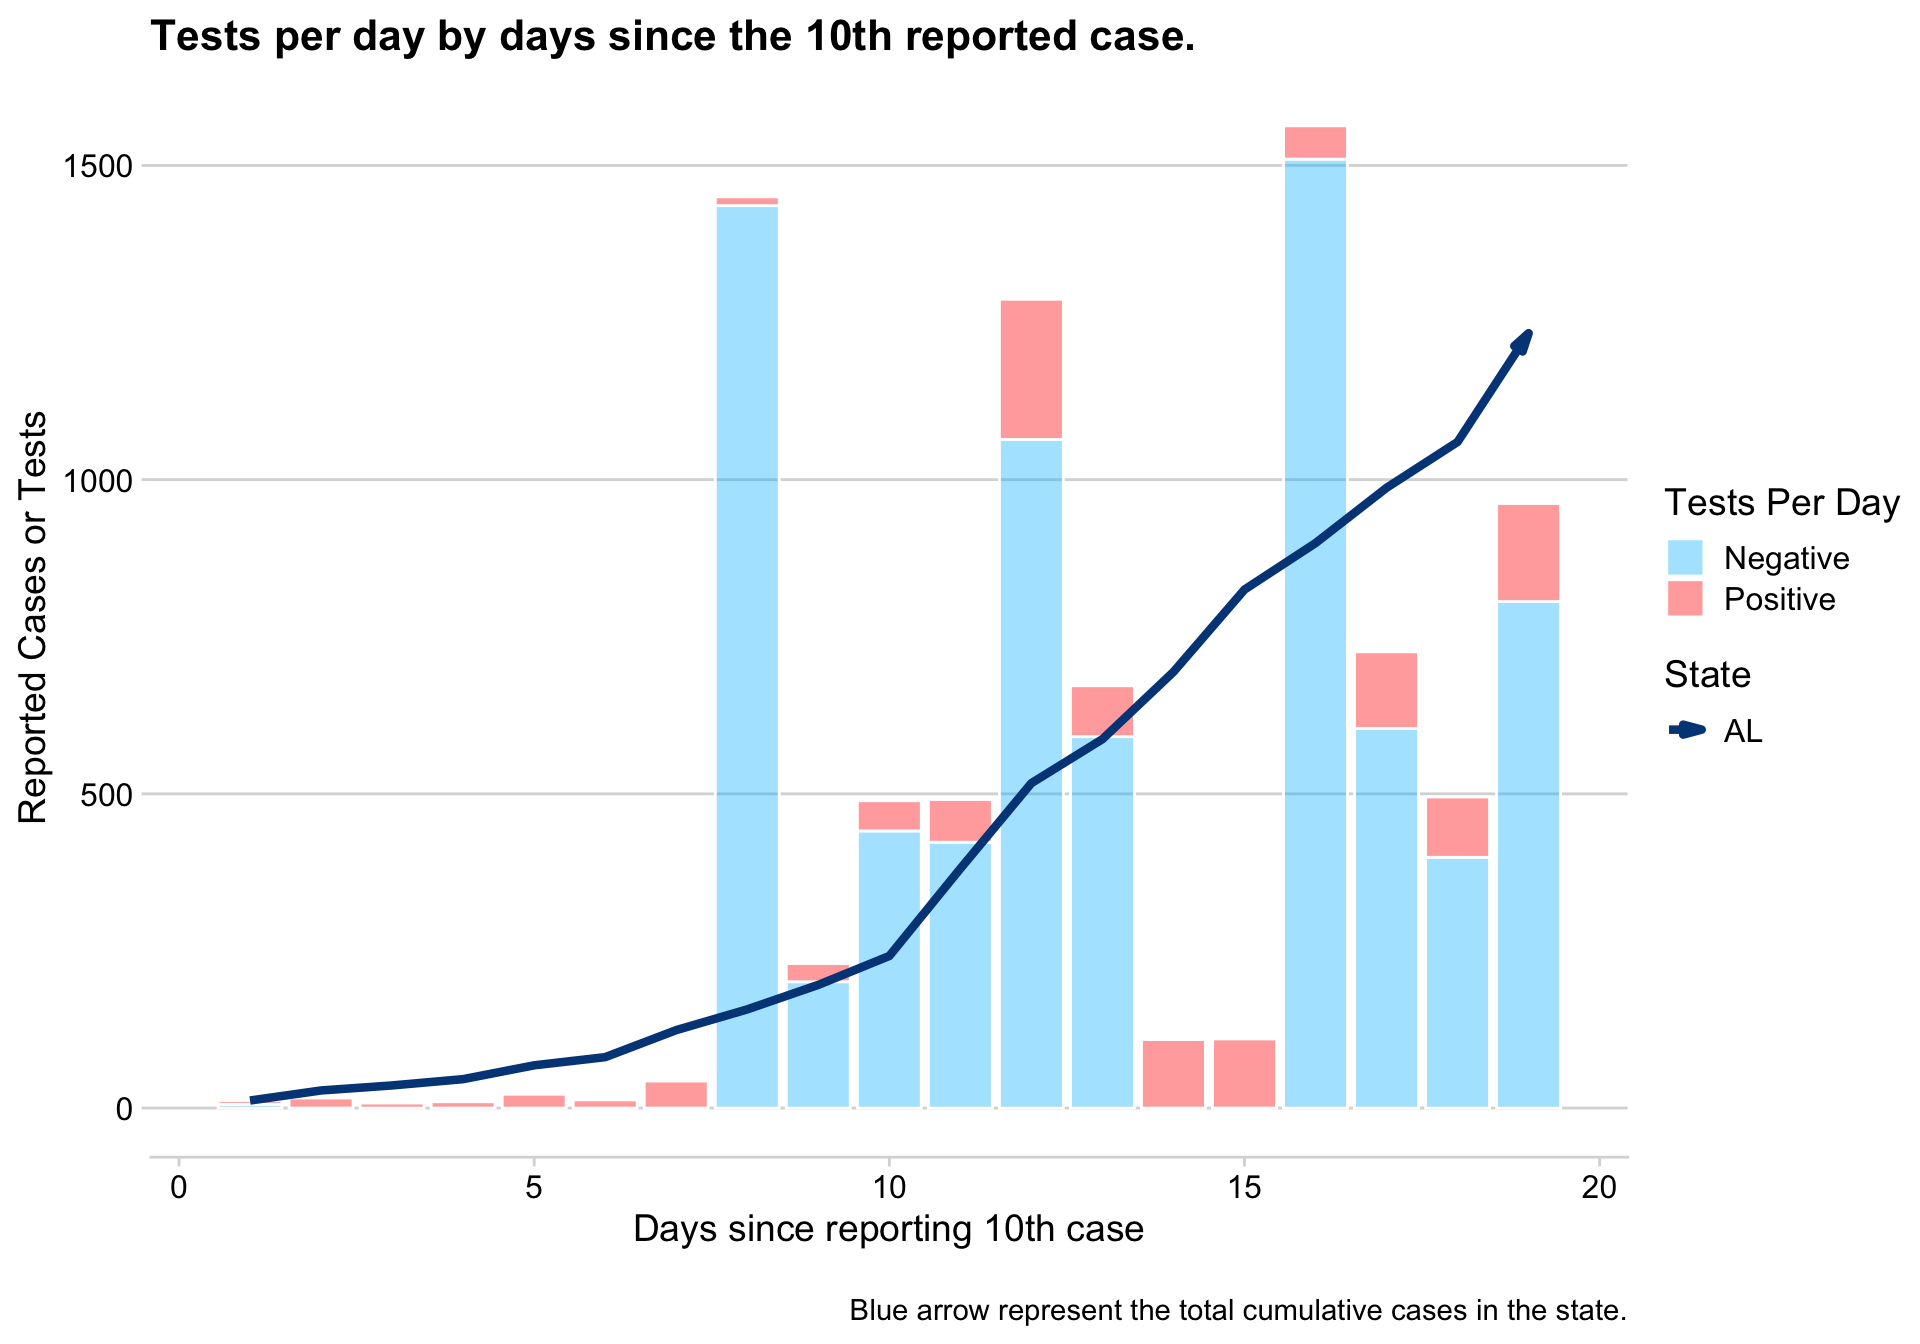 Tests per day by days since the 10th reported case.
Reported Cases or Tests
1500
1000
500
0
0 5 10 15 20
Days since reporting 10th case
Tests Per Day
Negative
Positive
State
AL
Blue arrow represent the total cumulative cases in the state.